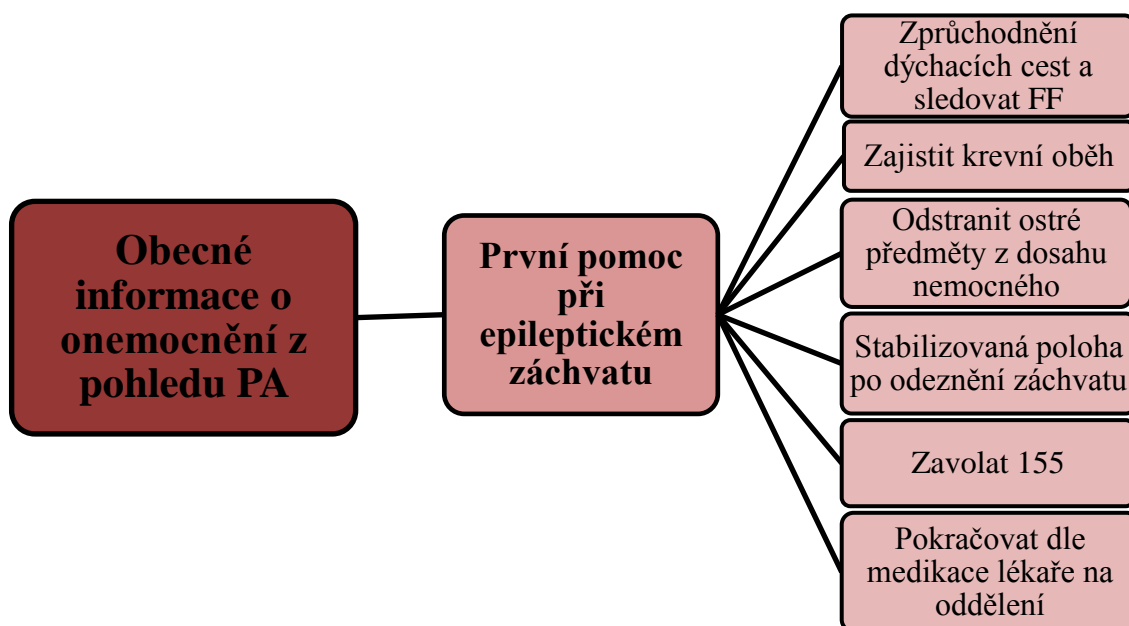 Obecné
informace o
onemocnění z
pohledu PA
První pomoc
při
epileptickém
záchvatu
Zprůchodnění
dýchacích cest a
sledovat FF
Zajistit krevní oběh
Odstranit ostré
předměty z dosahu
nemocného
Stabilizovaná poloha
po odeznění záchvatu
Zavolat 155
Pokračovat dle
medikace lékaře na
oddělení